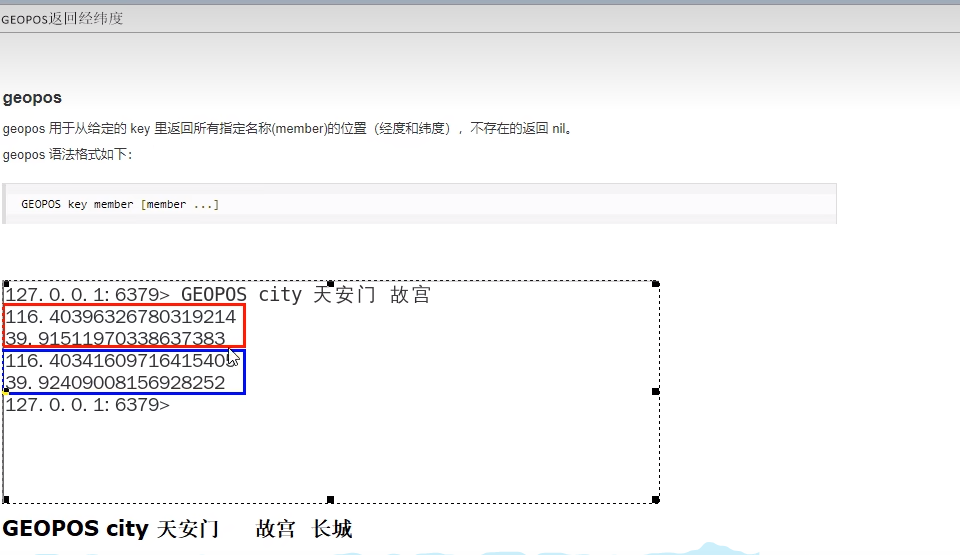 GEOPOS返回经纬度
geopos
geopos 用于从给定的 key 里返回所有指定名称(member)的位置（经度和纬度），不存在的返回 nil。
geopos 语法格式如下：
GEOPOS key member [member ...]
127.0.0.1:6379> GEOPOS city 天安门 故宫
116.40396326780319214
39.91511970338637383
116.40341609716415405
39.92409008156928252
127.0.0.1:6379>
GEOPOS city 天安门 故宫 长城